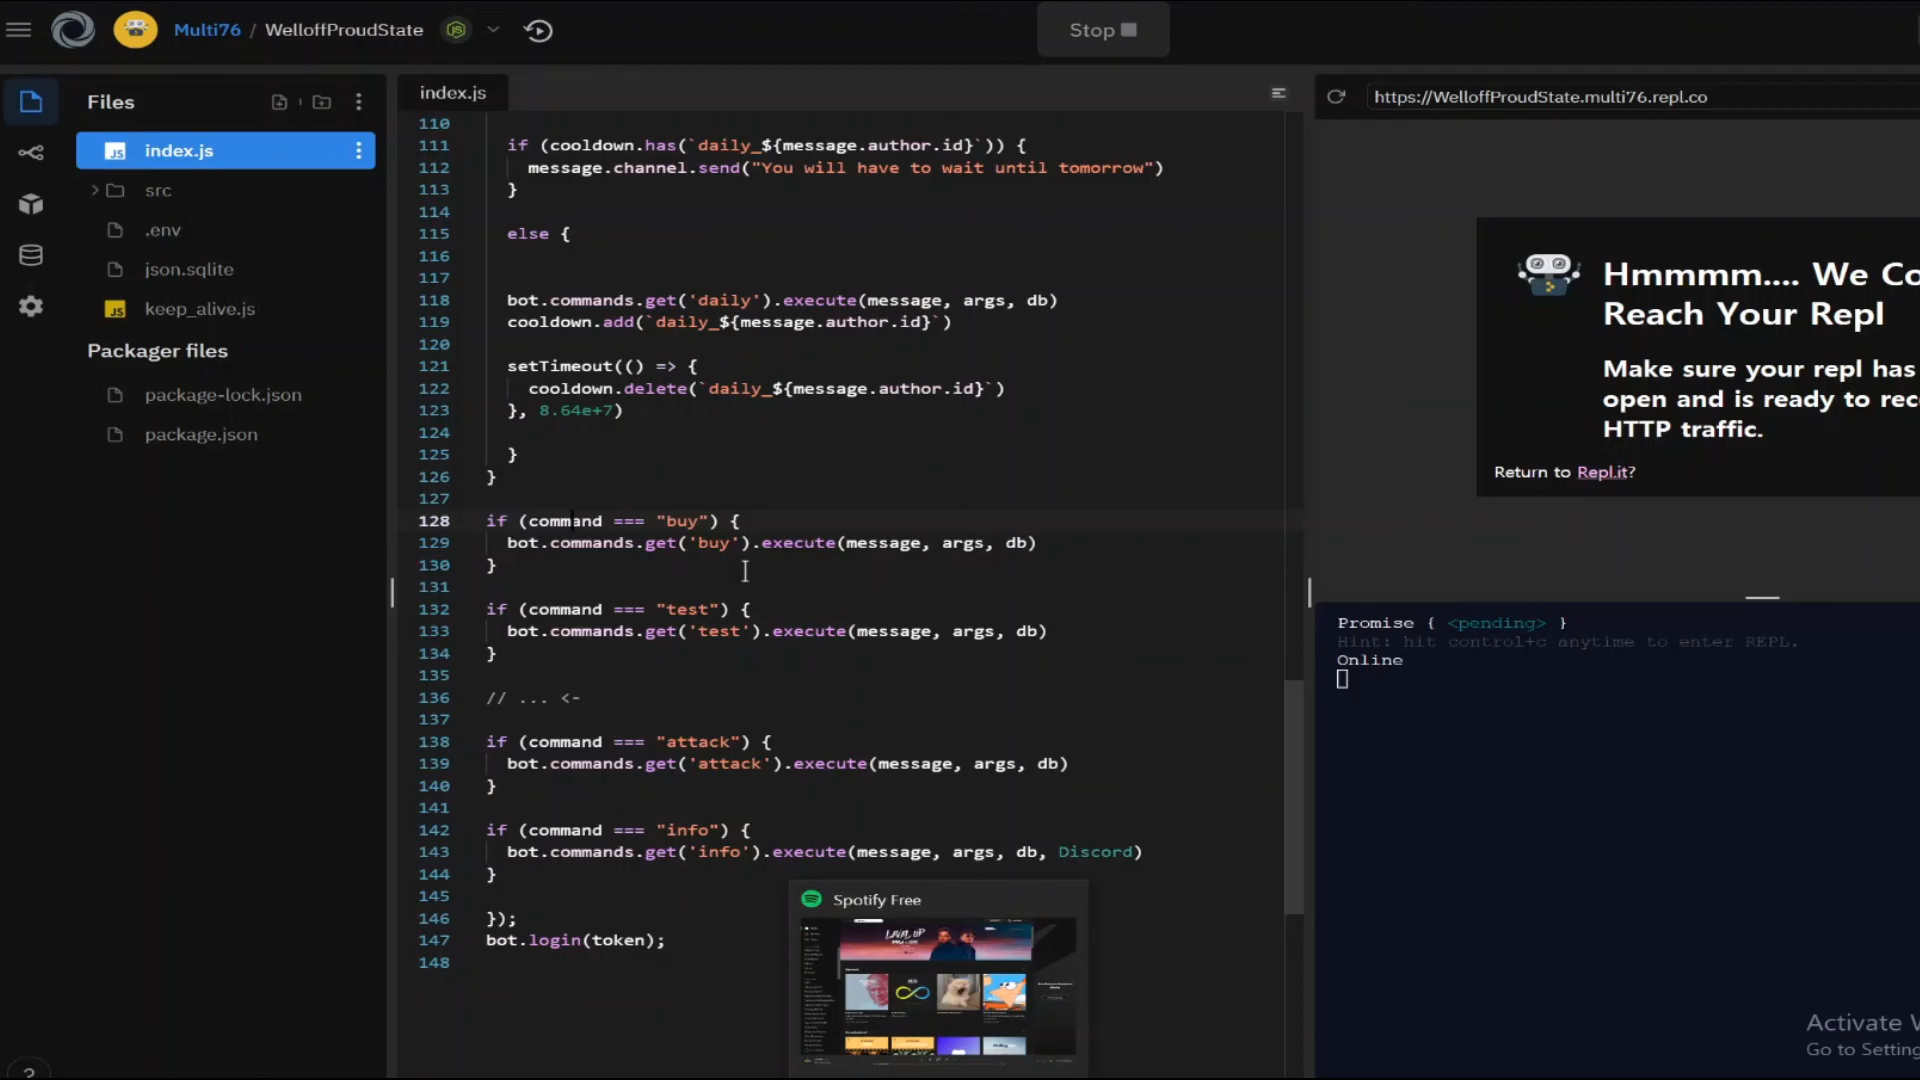 Multi76 / WelloffProudState
Stop
Files
index.js
src
.env
json.sqlite
keep_alive.js
Packager files
package-lock.json
package.json
index.js
110
111 if (cooldown.has(`daily_${message.author.id}`)) {
112 message.channel.send("You will have to wait until tomorrow")
113 }
114
115 else {
116
117
118 bot.commands.get('daily').execute(message, args, db)
119 cooldown.add(`daily_${message.author.id}`)
120
121 setTimeout(() => {
122 cooldown.delete(`daily_${message.author.id}`)
123 }, 8.64e+7)
124
125 }
126 }
127
128 if (command === "buy") {
129 bot.commands.get('buy').execute(message, args, db)
130 }
131
132 if (command === "test") {
133 bot.commands.get('test').execute(message, args, db)
134 }
135
136 // ... <-
137
138 if (command === "attack") {
139 bot.commands.get('attack').execute(message, args, db)
140 }
141
142 if (command === "info") {
143 bot.commands.get('info').execute(message, args, db, Discord)
144 }
145
146 });
147 bot.login(token);
148
Spotify Free
LEVEL UP
https://WelloffProudState.multi76.repl.co
Hmmmm.... We Co
Reach Your Repl
Make sure your repl has
open and is ready to rec
HTTP traffic.
Return to Repl.it?
Promise { <pending> }
Hint: hit control+c anytime to enter REPL.
Online
Activate W
Go to Setting
?